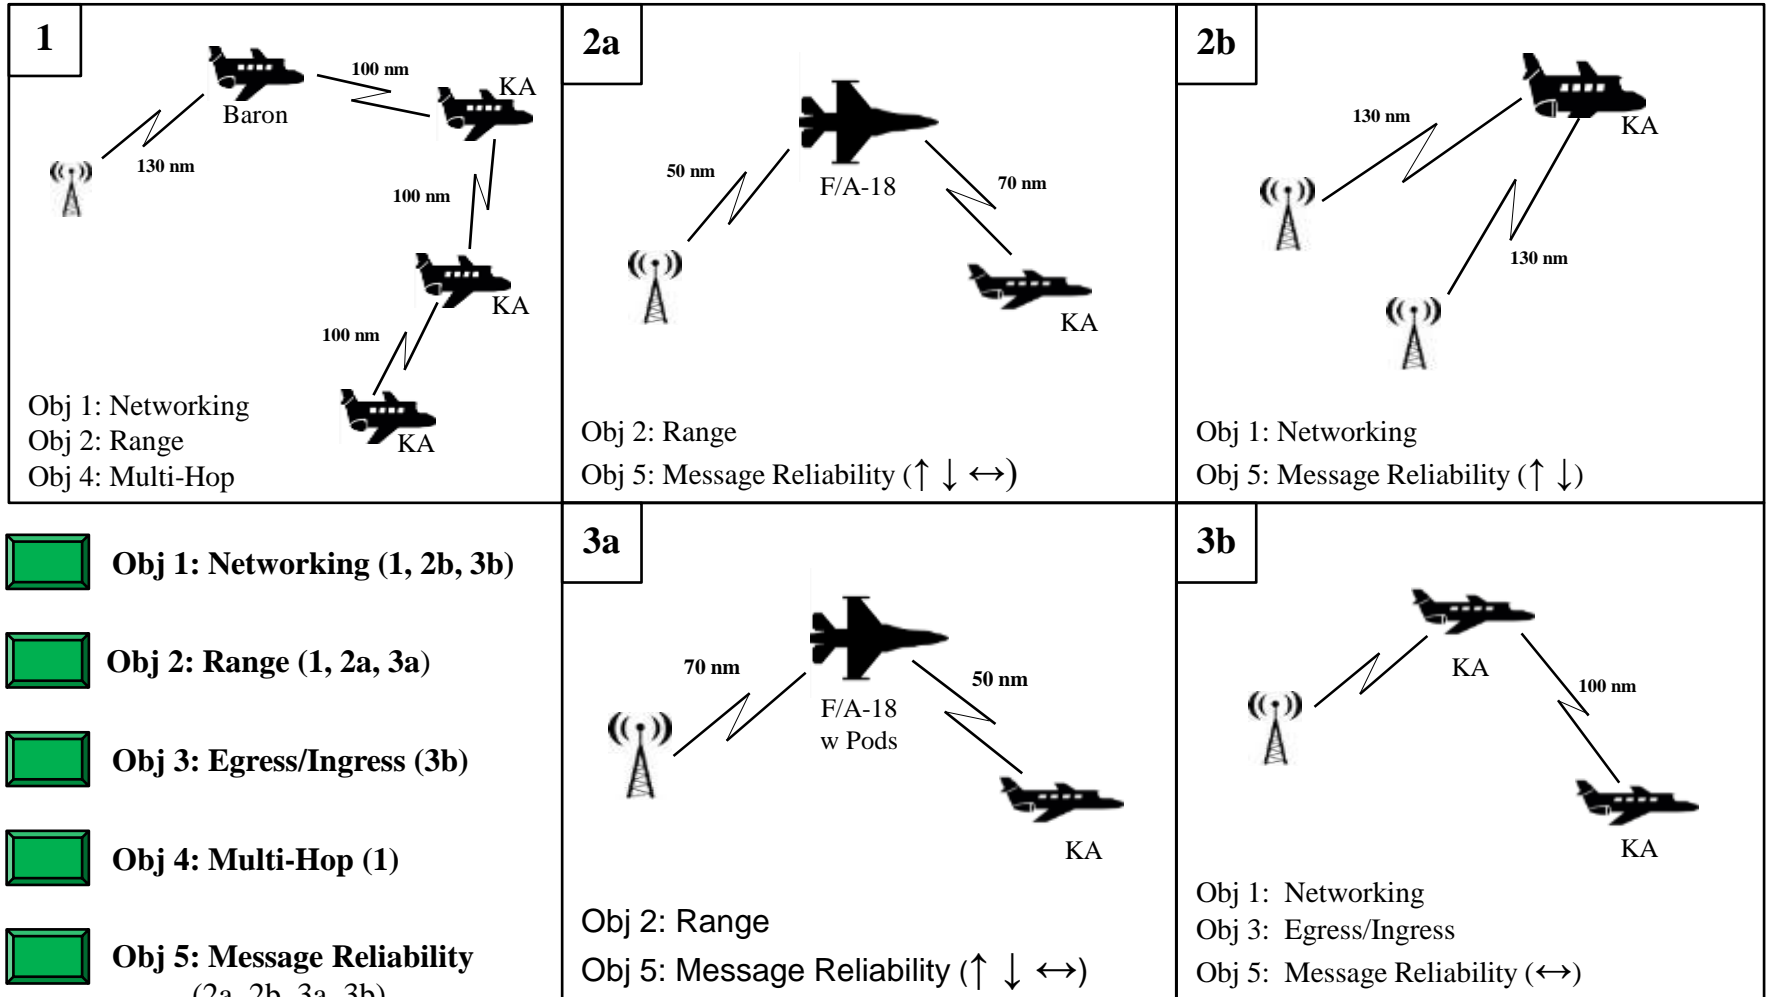 1
Baron
100 nm
KA
130 nm
100 nm
KA
100 nm
KA
Obj 1: Networking
Obj 2: Range
Obj 4: Multi-Hop
2a
F/A-18
50 nm
70 nm
KA
Obj 2: Range
Obj 5: Message Reliability (↑ ↓ ↔)
2b
KA
130 nm
130 nm
Obj 1: Networking
Obj 5: Message Reliability (↑ ↓)
Obj 1: Networking (1, 2b, 3b)
Obj 2: Range (1, 2a, 3a)
Obj 3: Egress/Ingress (3b)
Obj 4: Multi-Hop (1)
Obj 5: Message Reliability
(2a, 2b, 3a, 3b)
3a
70 nm
F/A-18
w Pods
50 nm
KA
Obj 2: Range
Obj 5: Message Reliability (↑ ↓ ↔)
3b
KA
100 nm
KA
Obj 1:  Networking
Obj 3:  Egress/Ingress
Obj 5:  Message Reliability (↔)